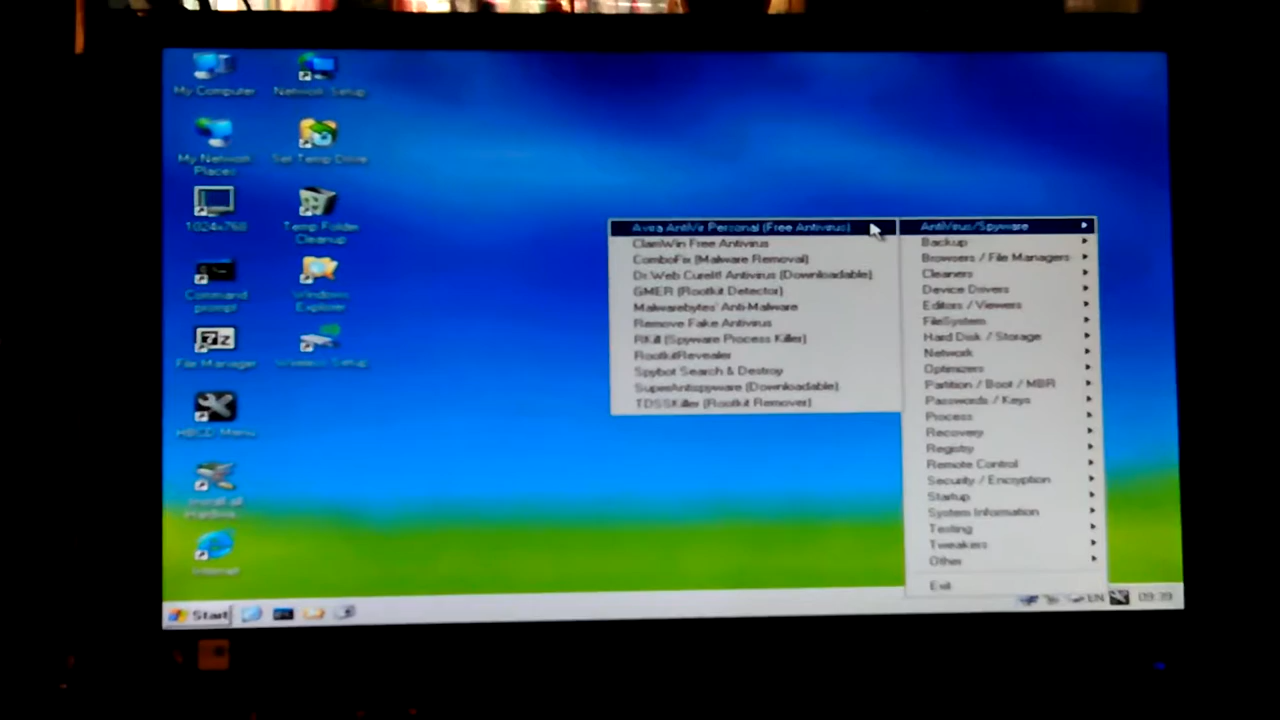 My Computer
Network Setup
My Network
Places
Set Temp Drive
1024x768
Temp Folder
Cleanup
Command
prompt
Windows
Explorer
File Manager
Wireless Setup
HBCD Menu
Install all
Internet
Avira AntiVir Personal (Free Antivirus)
ClamWin Free Antivirus
ComboFix (Malware Removal)
Dr.Web CureIt! Antivirus (Downloadable)
GMER (Rootkit Detector)
Malwarebytes' Anti-Malware
Remove Fake Antivirus
RKill (Spyware Process Killer)
RootkitRevealer
Spybot Search & Destroy
SuperAntispyware (Downloadable)
TDSSKiller (Rootkit Remover)
AntiVirus/Spyware
Backup
Browsers / File Managers
Cleaners
Device Drivers
Editors / Viewers
FileSystem
Hard Disk / Storage
Network
Optimizers
Partition / Boot / MBR
Passwords / Keys
Process
Recovery
Registry
Remote Control
Security / Encryption
Startup
System Information
Testing
Tweakers
Other
Exit
Start
EN
09:39